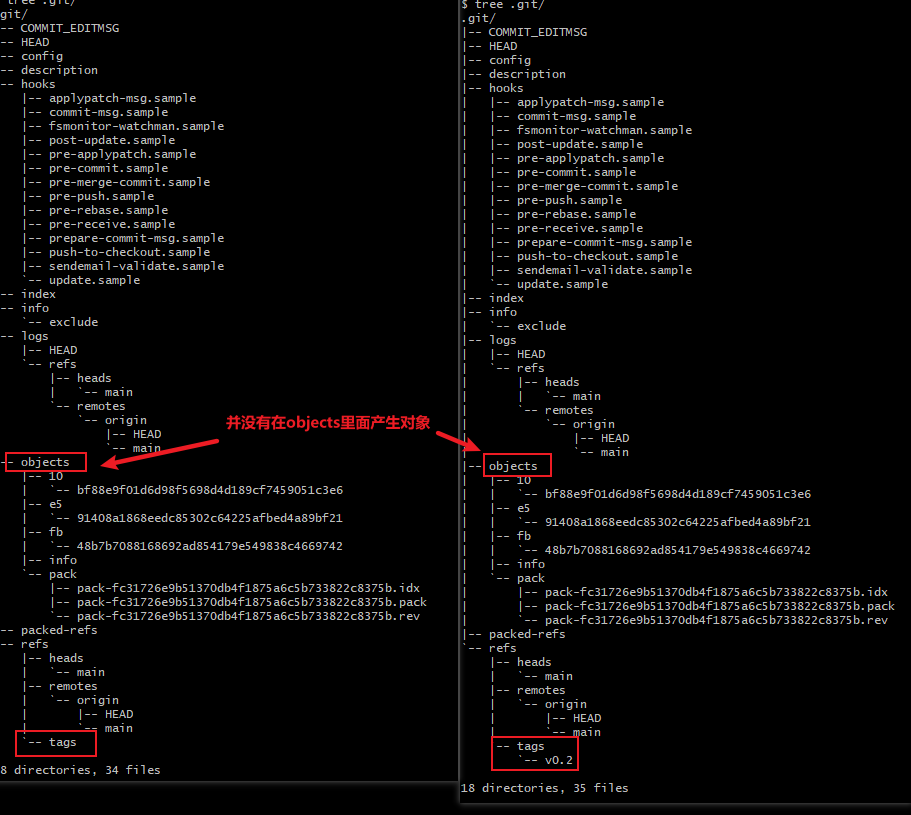 tree .git/
git/
-- COMMIT_EDITMSG
-- HEAD
-- config
-- description
-- hooks
   |-- applypatch-msg.sample
   |-- commit-msg.sample
   |-- fsmonitor-watchman.sample
   |-- post-update.sample
   |-- pre-applypatch.sample
   |-- pre-commit.sample
   |-- pre-merge-commit.sample
   |-- pre-push.sample
   |-- pre-rebase.sample
   |-- pre-receive.sample
   |-- prepare-commit-msg.sample
   |-- push-to-checkout.sample
   |-- sendemail-validate.sample
   `-- update.sample
-- index
-- info
   `-- exclude
-- logs
   |-- HEAD
   `-- refs
       |-- heads
       |   `-- main
       `-- remotes
           `-- origin
               |-- HEAD
               `-- main
-- objects
   |-- 10
   |   `-- bf88e9f01d6d98f5698d4d189cf7459051c3e6
   |-- e5
   |   `-- 91408a1868eedc85302c64225afbed4a89bf21
   |-- fb
   |   `-- 48b7b7088168692ad854179e549838c4669742
   |-- info
   `-- pack
       |-- pack-fc31726e9b51370db4f1875a6c5b733822c8375b.idx
       |-- pack-fc31726e9b51370db4f1875a6c5b733822c8375b.pack
       `-- pack-fc31726e9b51370db4f1875a6c5b733822c8375b.rev
-- packed-refs
-- refs
   |-- heads
   |   `-- main
   |-- remotes
   |   `-- origin
   |       |-- HEAD
   |       `-- main
   `-- tags
8 directories, 34 files
并没有在objects里面产生对象
$ tree .git/
.git/
|-- COMMIT_EDITMSG
|-- HEAD
|-- config
|-- description
|-- hooks
|   |-- applypatch-msg.sample
|   |-- commit-msg.sample
|   |-- fsmonitor-watchman.sample
|   |-- post-update.sample
|   |-- pre-applypatch.sample
|   |-- pre-commit.sample
|   |-- pre-merge-commit.sample
|   |-- pre-push.sample
|   |-- pre-rebase.sample
|   |-- pre-receive.sample
|   |-- prepare-commit-msg.sample
|   |-- push-to-checkout.sample
|   |-- sendemail-validate.sample
|   `-- update.sample
|-- index
|-- info
|   `-- exclude
|-- logs
|   |-- HEAD
|   `-- refs
|       |-- heads
|       |   `-- main
|       `-- remotes
|           `-- origin
|               |-- HEAD
|               `-- main
|-- objects
|   |-- 10
|   |   `-- bf88e9f01d6d98f5698d4d189cf7459051c3e6
|   |-- e5
|   |   `-- 91408a1868eedc85302c64225afbed4a89bf21
|   |-- fb
|   |   `-- 48b7b7088168692ad854179e549838c4669742
|   |-- info
|   `-- pack
|       |-- pack-fc31726e9b51370db4f1875a6c5b733822c8375b.idx
|       |-- pack-fc31726e9b51370db4f1875a6c5b733822c8375b.pack
|       `-- pack-fc31726e9b51370db4f1875a6c5b733822c8375b.rev
|-- packed-refs
`-- refs
    |-- heads
    |   `-- main
    |-- remotes
    |   `-- origin
    |       |-- HEAD
    |       `-- main
    `-- tags
        `-- v0.2
18 directories, 35 files